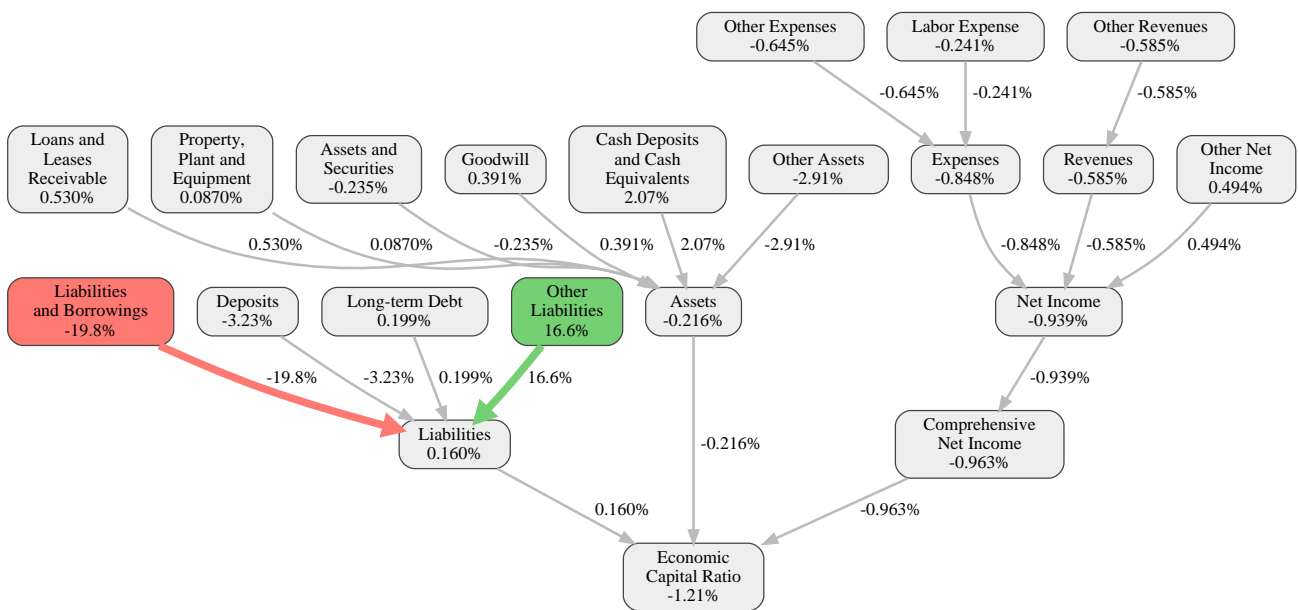 Other Expenses
-0.645%
Labor Expense
-0.241%
Other Revenues
-0.585%
-0.645%
-0.241%
-0.585%
Loans and
Leases
Receivable
0.530%
Property,
Plant and
Equipment
0.0870%
Assets and
Securities
-0.235%
Goodwill
0.391%
Cash Deposits
and Cash
Equivalents
2.07%
Other Assets
-2.91%
Expenses
-0.848%
Revenues
-0.585%
Other Net
Income
0.494%
0.530%
0.0870%
-0.235%
0.391%
2.07%
-2.91%
-0.848%
-0.585%
0.494%
Liabilities
and Borrowings
-19.8%
Deposits
-3.23%
Long-term Debt
0.199%
Other
Liabilities
16.6%
Assets
-0.216%
Net Income
-0.939%
-19.8%
-3.23%
0.199%
16.6%
-0.939%
Liabilities
0.160%
-0.216%
Comprehensive
Net Income
-0.963%
0.160%
-0.963%
Economic
Capital Ratio
-1.21%